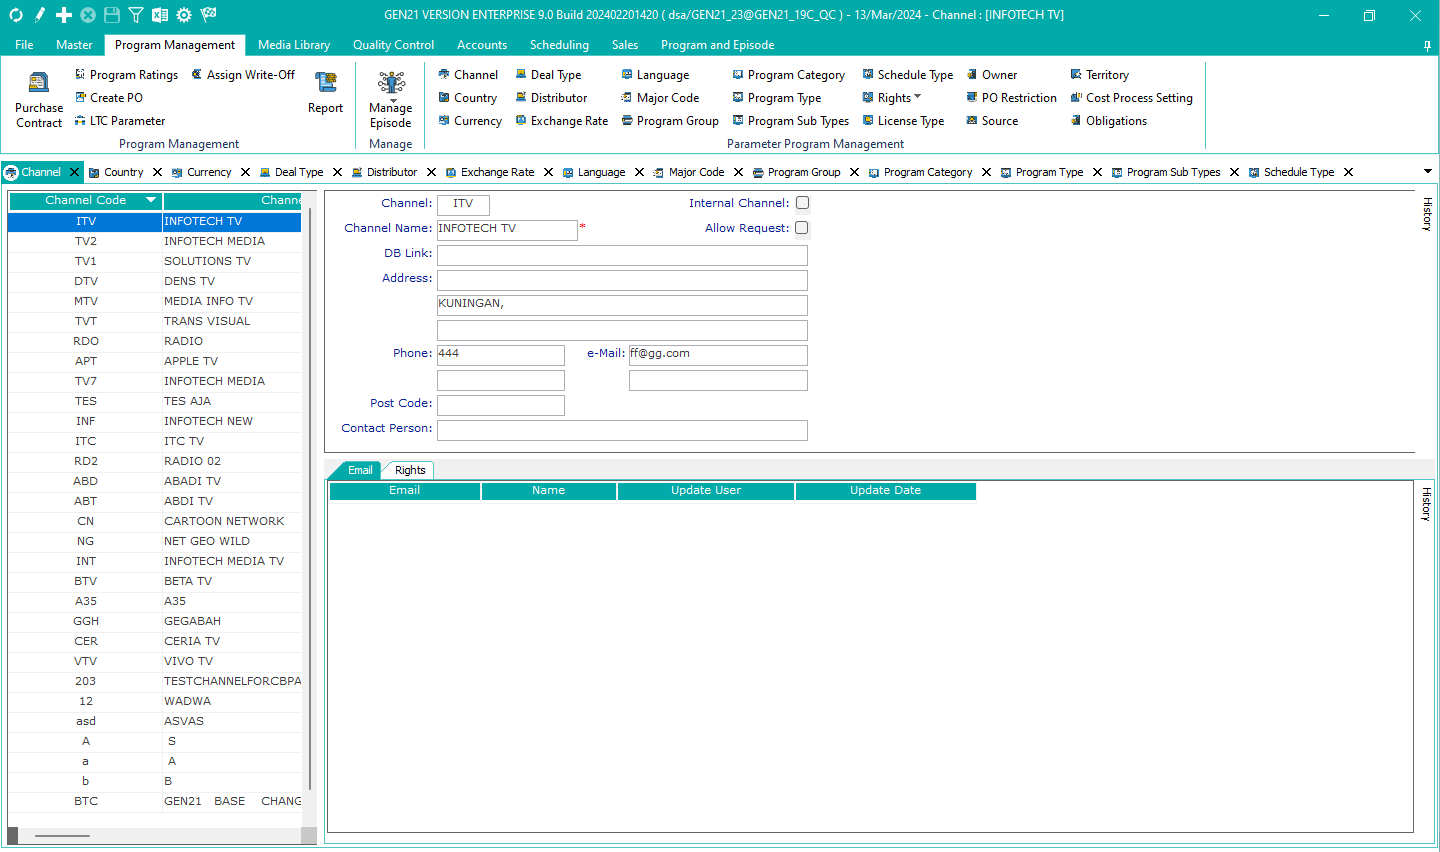 GEN21 VERSION ENTERPRISE 9.0 Build 202402201420 ( dsa/GEN21_23@GEN21_19C_QC ) - 13/Mar/2024 - Channel : [INFOTECH TV]
File Master Program Management Media Library Quality Control Accounts Scheduling Sales Program and Episode
Purchase Contract
Program Ratings
Assign Write-Off
Create PO
LTC Parameter
Report
Program Management
Manage Episode
Manage
Channel Deal Type Language Program Category Schedule Type Owner Territory
Country Distributor Major Code Program Type Rights PO Restriction Cost Process Setting
Currency Exchange Rate Program Group Program Sub Types License Type Source Obligations
Parameter Program Management
Channel Country Currency Deal Type Distributor Exchange Rate Language Major Code Program Group Program Category Program Type Program Sub Types Schedule Type
Channel Code Channe
ITV INFOTECH TV
TV2 INFOTECH MEDIA
TV1 SOLUTIONS TV
DTV DENS TV
MTV MEDIA INFO TV
TVT TRANS VISUAL
RDO RADIO
APT APPLE TV
TV7 INFOTECH MEDIA
TES TES AJA
INF INFOTECH NEW
ITC ITC TV
RD2 RADIO 02
ABD ABADI TV
ABT ABDI TV
CN CARTOON NETWORK
NG NET GEO WILD
INT INFOTECH MEDIA TV
BTV BETA TV
A35 A35
GGH GEGABAH
CER CERIA TV
VTV VIVO TV
203 TESTCHANNELFORCBPA
12 WADWA
asd ASVAS
A S
a A
b B
BTC GEN21 BASE CHANG
Channel: ITV Internal Channel:
Channel Name: INFOTECH TV * Allow Request:
DB Link:
Address:
KUNINGAN,
Phone: 444 e-Mail: ff@gg.com
Post Code:
Contact Person:
History
Email Rights
Email Name Update User Update Date
History